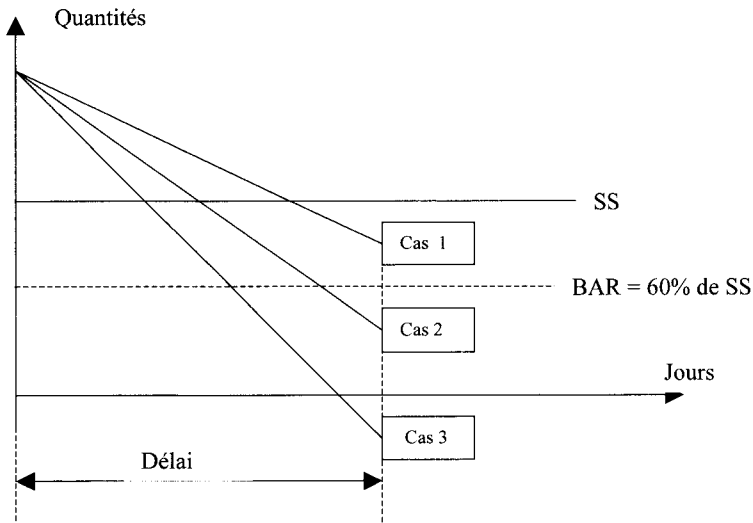 Quantités
SS
Cas 1
BAR = 60% de SS
Cas 2
Jours
Cas 3
Délai